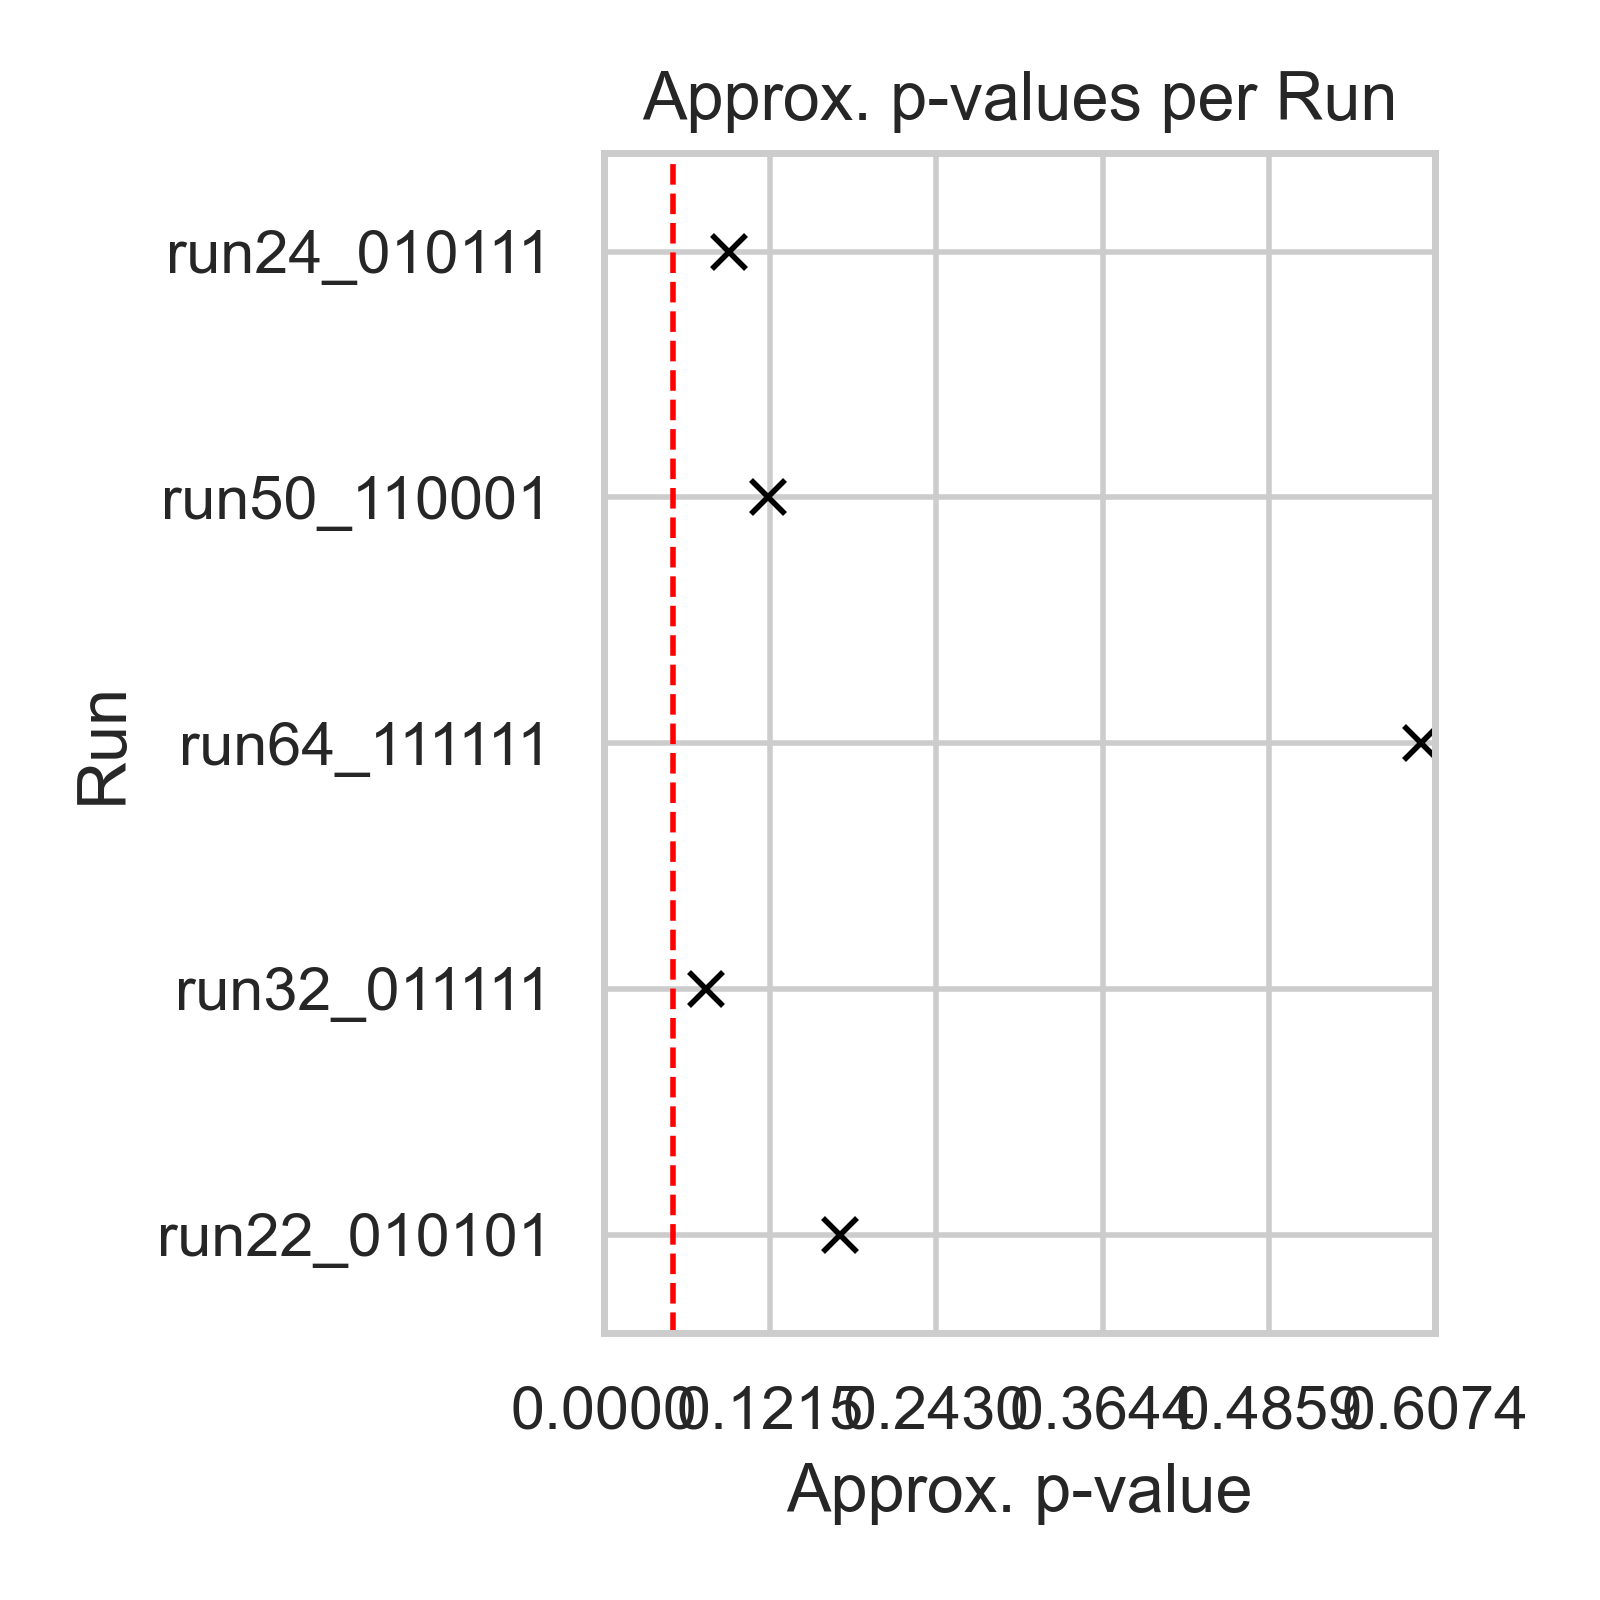 Approx. p-values per Run
run24_010111
run50_110001
run64_111111
run32_011111
run22_010101
Run
0.0000 0.1215 0.2430 0.3644 0.4859 0.6074
Approx. p-value